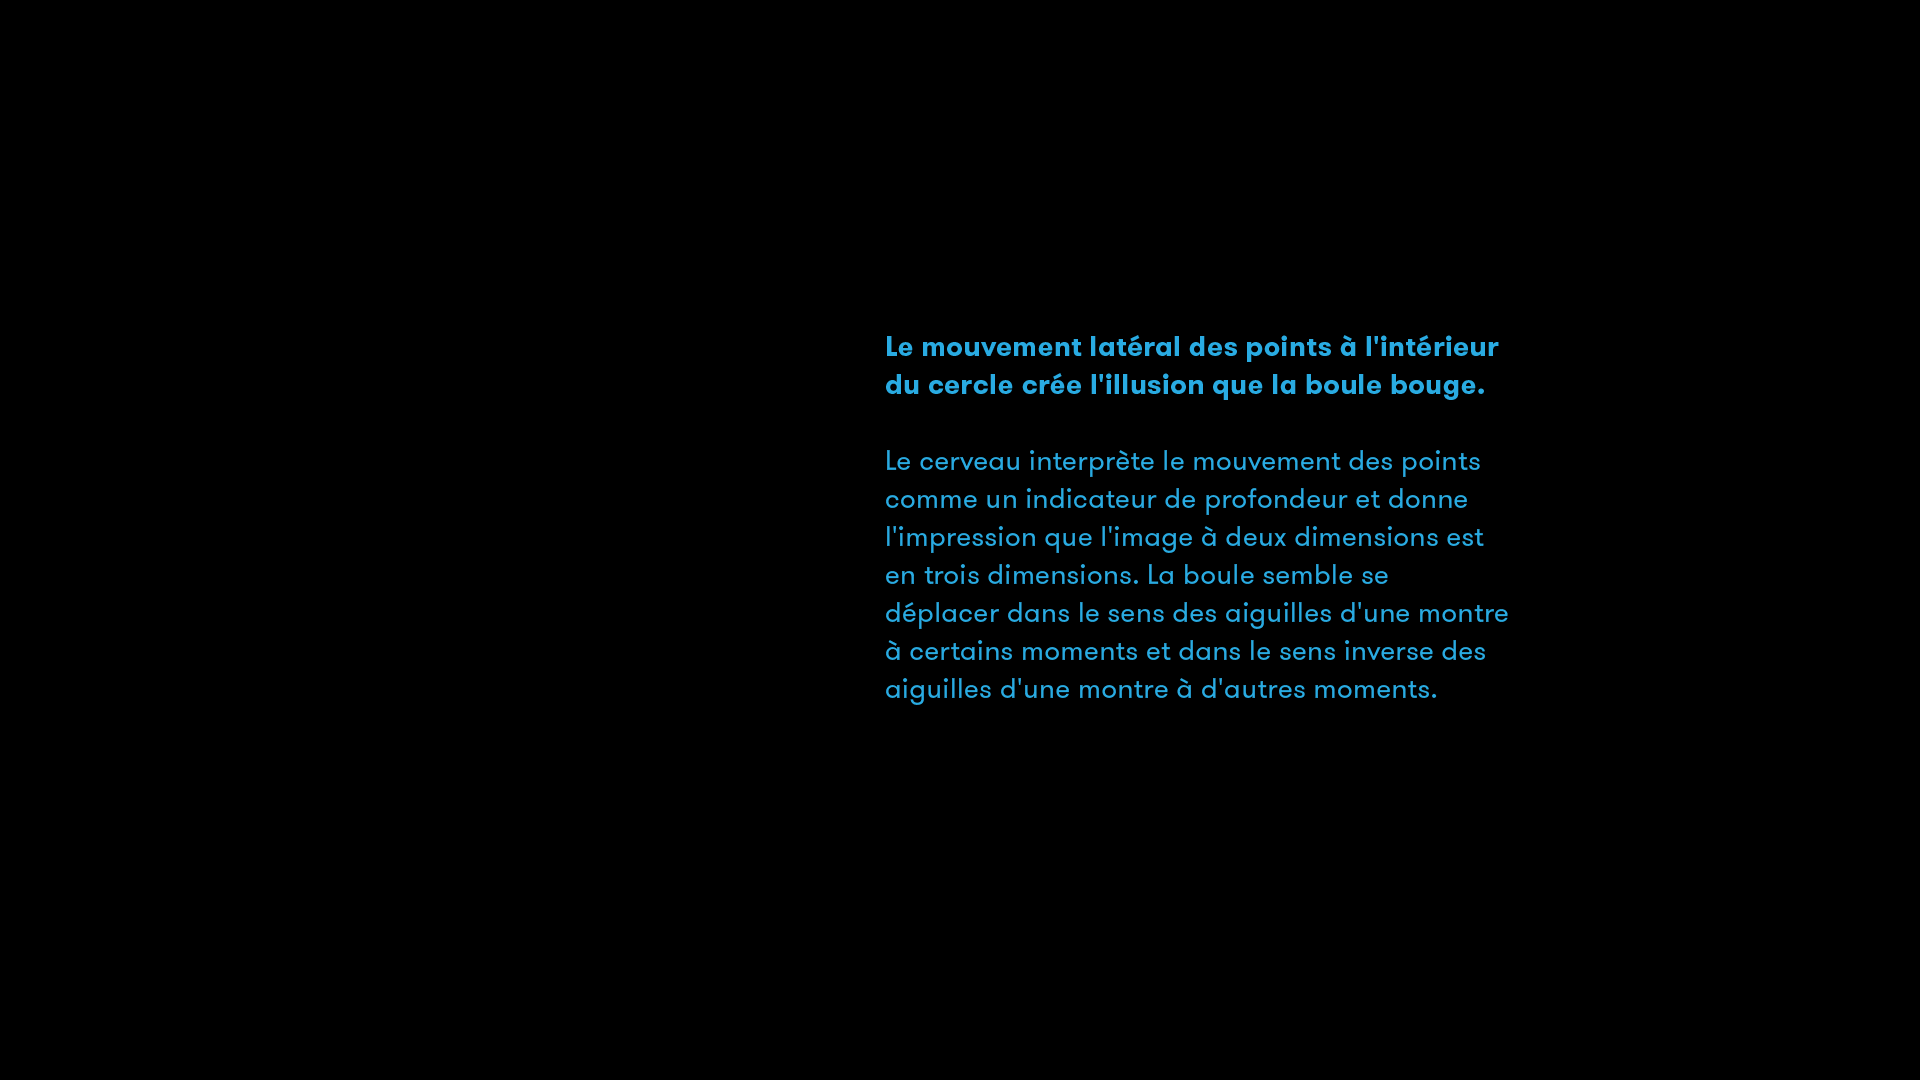 Le mouvement latéral des points à l'intérieur
du cercle crée l'illusion que la boule bouge.
Le cerveau interprète le mouvement des points
comme un indicateur de profondeur et donne
l'impression que l'image à deux dimensions est
en trois dimensions. La boule semble se
déplacer dans le sens des aiguilles d'une montre
à certains moments et dans le sens inverse des
aiguilles d'une montre à d'autres moments.